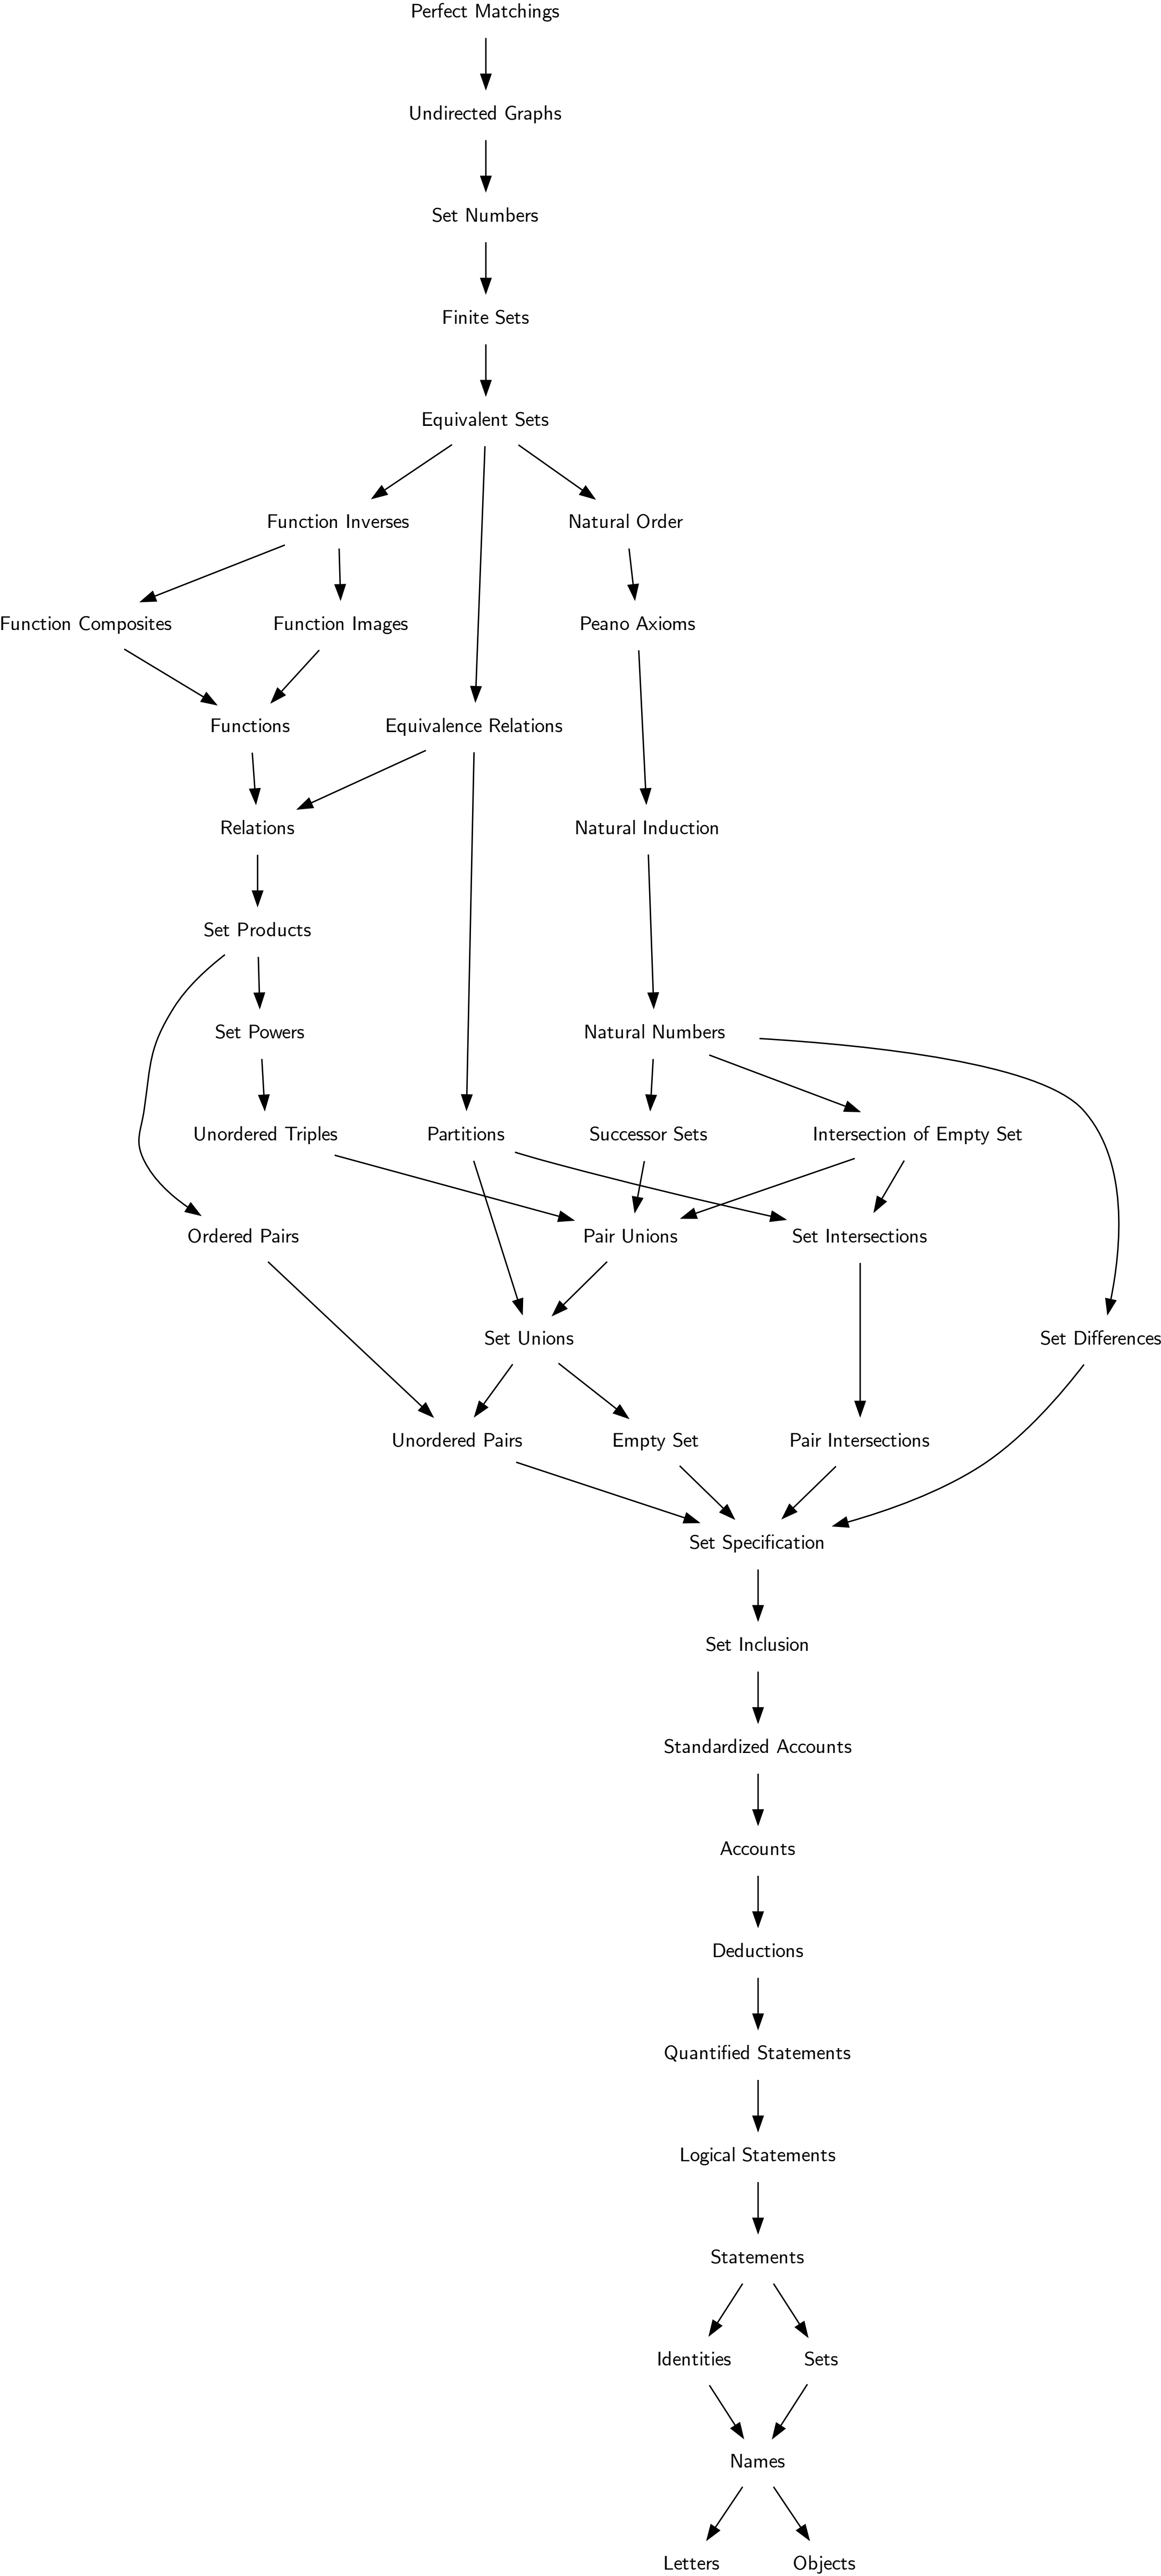 Perfect Matchings
Undirected Graphs
Set Numbers
Finite Sets
Equivalent Sets
Function Inverses
Natural Order
Function Composites
Function Images
Peano Axioms
Functions
Equivalence Relations
Relations
Natural Induction
Set Products
Set Powers
Natural Numbers
Unordered Triples
Partitions
Successor Sets
Intersection of Empty Set
Ordered Pairs
Pair Unions
Set Intersections
Set Unions
Set Differences
Unordered Pairs
Empty Set
Pair Intersections
Set Specification
Set Inclusion
Standardized Accounts
Accounts
Deductions
Quantified Statements
Logical Statements
Statements
Identities
Sets
Names
Letters
Objects